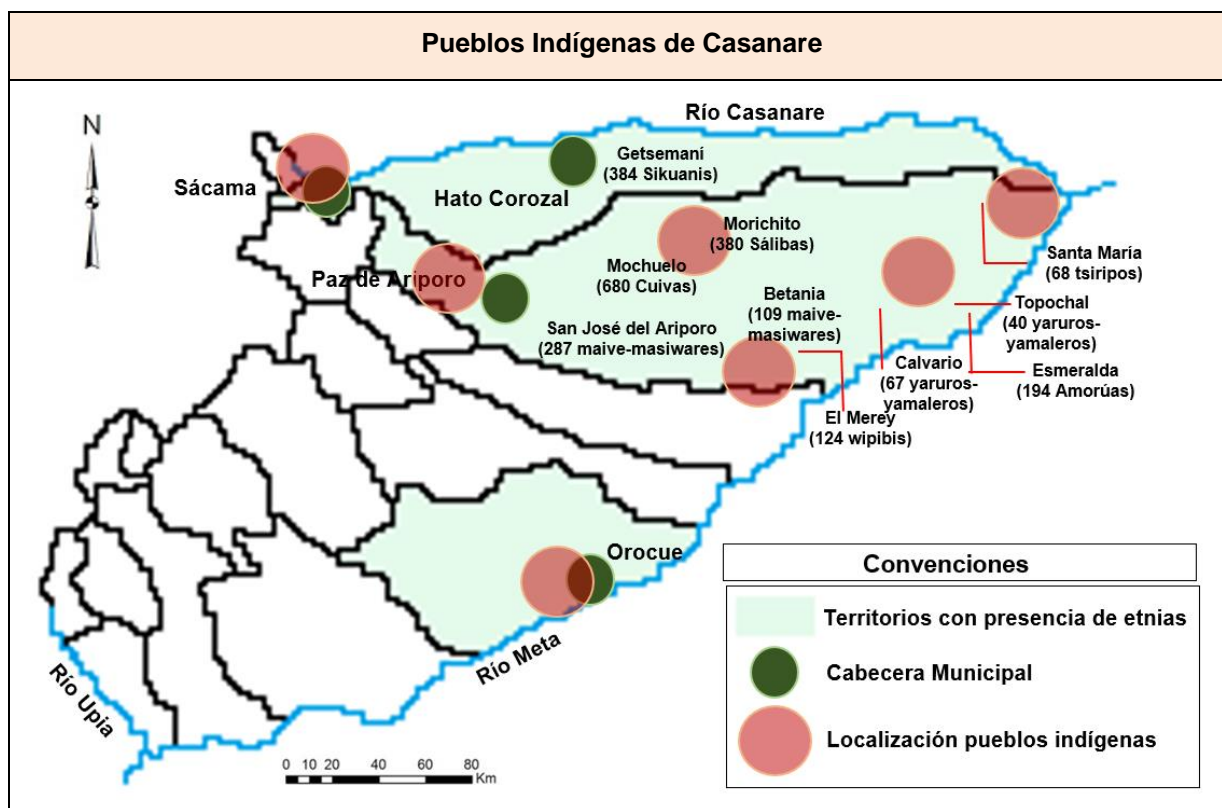 Pueblos Indígenas de Casanare
N
Río Casanare
Getsemaní
(384 Sikuanis)
Sácama
Hato Corozal
Morichito
(380 Sálibas)
Mochuelo
(680 Cuivas)
Santa María
(68 tsiripos)
Paz de Ariporo
Betania
(109 maive-
masiwares)
Topochal
(40 yaruros-
yamaleros)
San José del Ariporo
(287 maive-masiwares)
Calvario
(67 yaruros-
yamaleros)
Esmeralda
(194 Amorúas)
El Merey
(124 wipibis)
Orocue
Río Meta
Río Upia
0 10 20 40 60 80
Km
Convenciones
Territorios con presencia de etnias
Cabecera Municipal
Localización pueblos indígenas